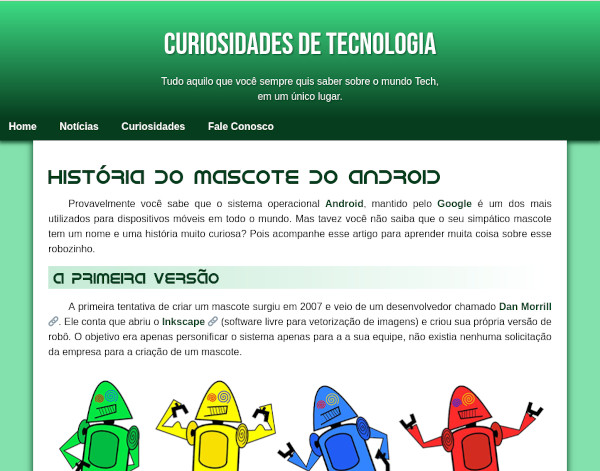 CURIOSIDADES DE TECNOLOGIA
Tudo aquilo que você sempre quis saber sobre o mundo Tech,
em um único lugar.
Home Notícias Curiosidades Fale Conosco
HISTÓRIA DO MASCOTE DO ANDROID
Provavelmente você sabe que o sistema operacional Android, mantido pelo Google é um dos mais
utilizados para dispositivos móveis em todo o mundo. Mas tavez você não saiba que o seu simpático mascote
tem um nome e uma história muito curiosa? Pois acompanhe esse artigo para aprender muita coisa sobre esse
robozinho.
A PRIMEIRA VERSÃO
A primeira tentativa de criar um mascote surgiu em 2007 e veio de um desenvolvedor chamado Dan Morrill
. Ele conta que abriu o Inkscape (software livre para vetorização de imagens) e criou sua própria versão de
robô. O objetivo era apenas personificar o sistema apenas para a a sua equipe, não existia nenhuma solicitação
da empresa para a criação de um mascote.